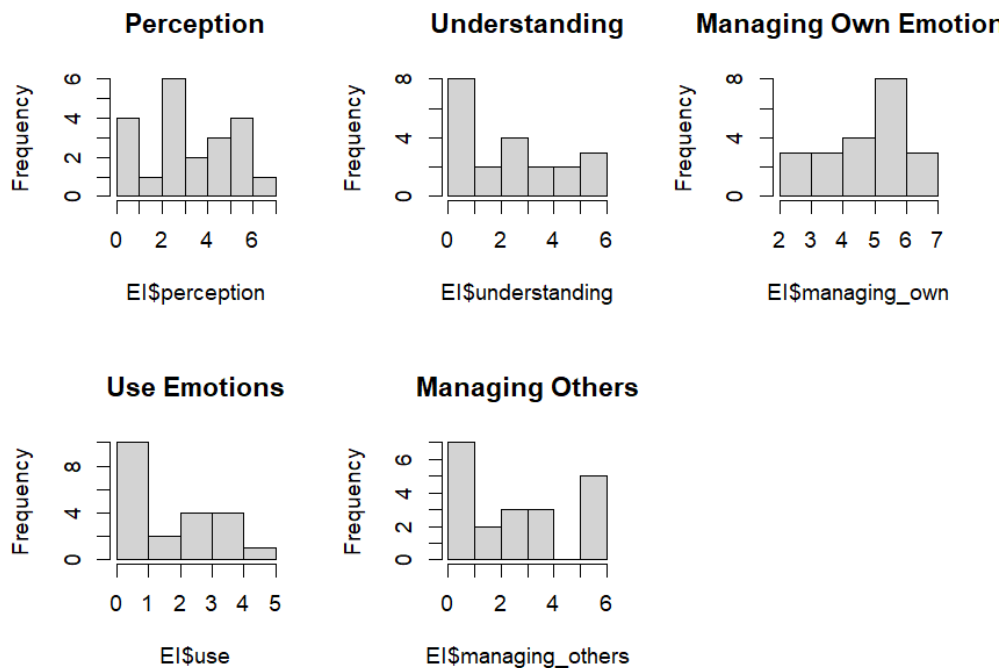 Perception
Frequency
0 2 4 6
0 2 4 6
EI$perception
Understanding
Frequency
0 4 8
0 2 4 6
EI$understanding
Managing Own Emotion
Frequency
0 4 8
2 3 4 5 6 7
EI$managing_own
Use Emotions
Frequency
0 4 8
0 1 2 3 4 5
EI$use
Managing Others
Frequency
0 2 4 6
0 2 4 6
EI$managing_others